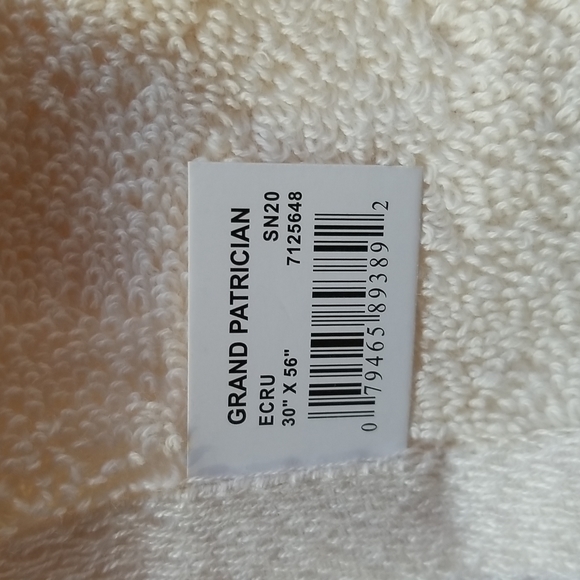 GRAND PATRICIAN
ECRU SN20
30" X 56" 7125648
0 79465 89389 2